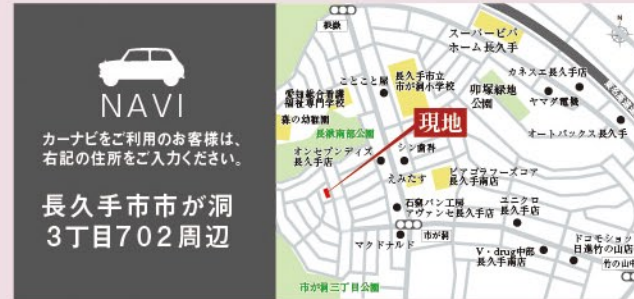 NAVI
カーナビをご利用のお客様は、
右記の住所をご入力ください。
長久手市市が洞
3丁目702周辺
N
スーパービバ
ホーム長久手
ことこと屋
長久手市立
市が洞小学校
カネスエ長久手店
卯塚緑地
公園
ヤマダ電機
愛知総合看護
福祉専門学校
森の幼稚園
オートバックス長久手
長湫南部公園
現地
オンセブンデイズ
長久手店
シン歯科
えみたす
ピアゴラフーズコア
長久手南店
石窯パン工房
アヴァンセ長久手店
ユニクロ
長久手店
市が洞
マクドナルド
V・drug中部
長久手南店
ドコモショップ
日進竹の山店
市が洞三丁目公園